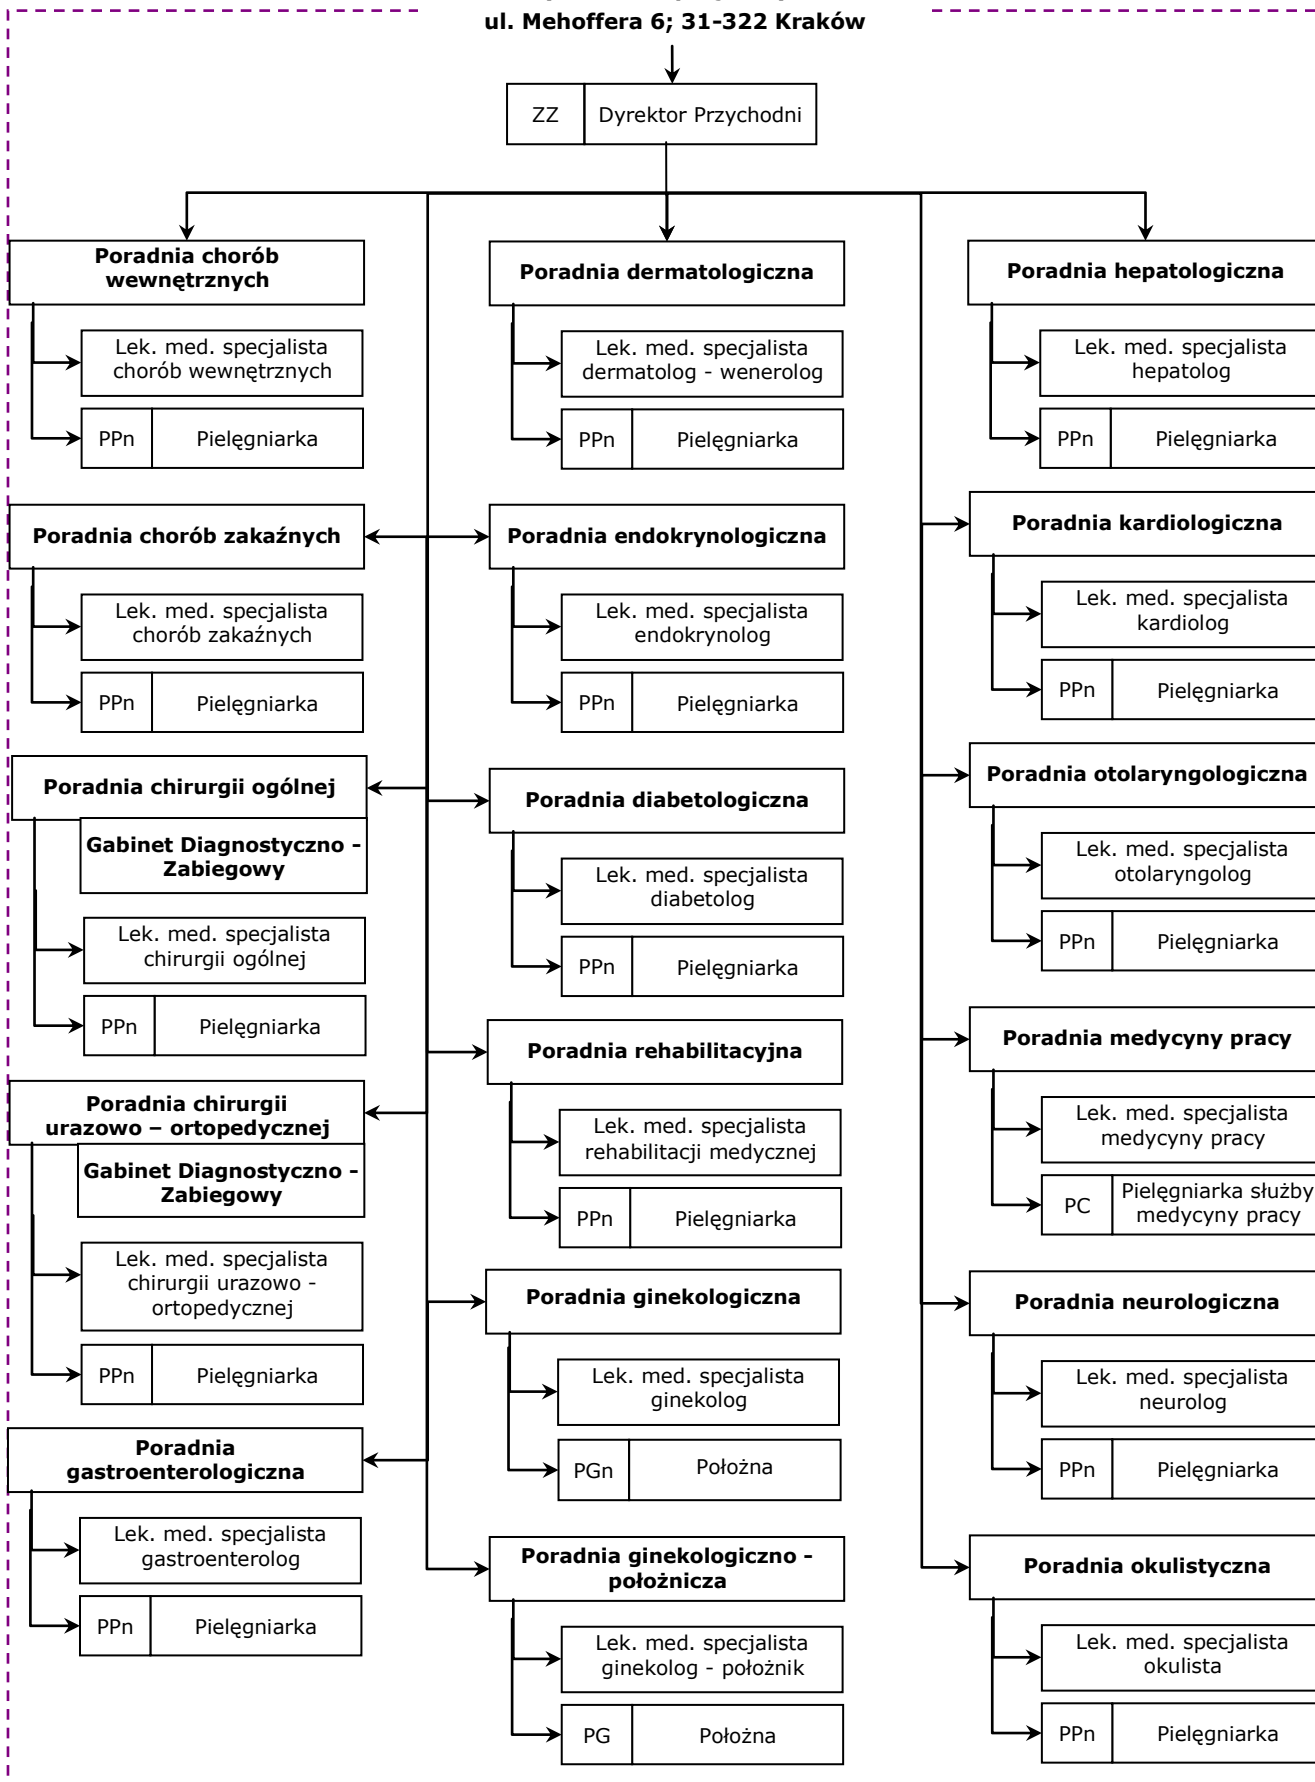 ul. Mehoffera 6; 31-322 Kraków
ZZ
Dyrektor Przychodni
Poradnia chorób
wewnętrznych
Lek. med. specjalista
chorób wewnętrznych
PPn
Pielęgniarka
Poradnia chorób zakaźnych
Lek. med. specjalista
chorób zakaźnych
PPn
Pielęgniarka
Poradnia chirurgii ogólnej
Gabinet Diagnostyczno -
Zabiegowy
Lek. med. specjalista
chirurgii ogólnej
PPn
Pielęgniarka
Poradnia chirurgii
urazowo – ortopedycznej
Gabinet Diagnostyczno -
Zabiegowy
Lek. med. specjalista
chirurgii urazowo -
ortopedycznej
PPn
Pielęgniarka
Poradnia
gastroenterologiczna
Lek. med. specjalista
gastroenterolog
PPn
Pielęgniarka
Poradnia dermatologiczna
Lek. med. specjalista
dermatolog - wenerolog
PPn
Pielęgniarka
Poradnia endokrynologiczna
Lek. med. specjalista
endokrynolog
PPn
Pielęgniarka
Poradnia diabetologiczna
Lek. med. specjalista
diabetolog
PPn
Pielęgniarka
Poradnia rehabilitacyjna
Lek. med. specjalista
rehabilitacji medycznej
PPn
Pielęgniarka
Poradnia ginekologiczna
Lek. med. specjalista
ginekolog
PGn
Położna
Poradnia ginekologiczno -
położnicza
Lek. med. specjalista
ginekolog - położnik
PG
Położna
Poradnia hepatologiczna
Lek. med. specjalista
hepatolog
PPn
Pielęgniarka
Poradnia kardiologiczna
Lek. med. specjalista
kardiolog
PPn
Pielęgniarka
Poradnia otolaryngologiczna
Lek. med. specjalista
otolaryngolog
PPn
Pielęgniarka
Poradnia medycyny pracy
Lek. med. specjalista
medycyny pracy
PC
Pielęgniarka służby
medycyny pracy
Poradnia neurologiczna
Lek. med. specjalista
neurolog
PPn
Pielęgniarka
Poradnia okulistyczna
Lek. med. specjalista
okulista
PPn
Pielęgniarka